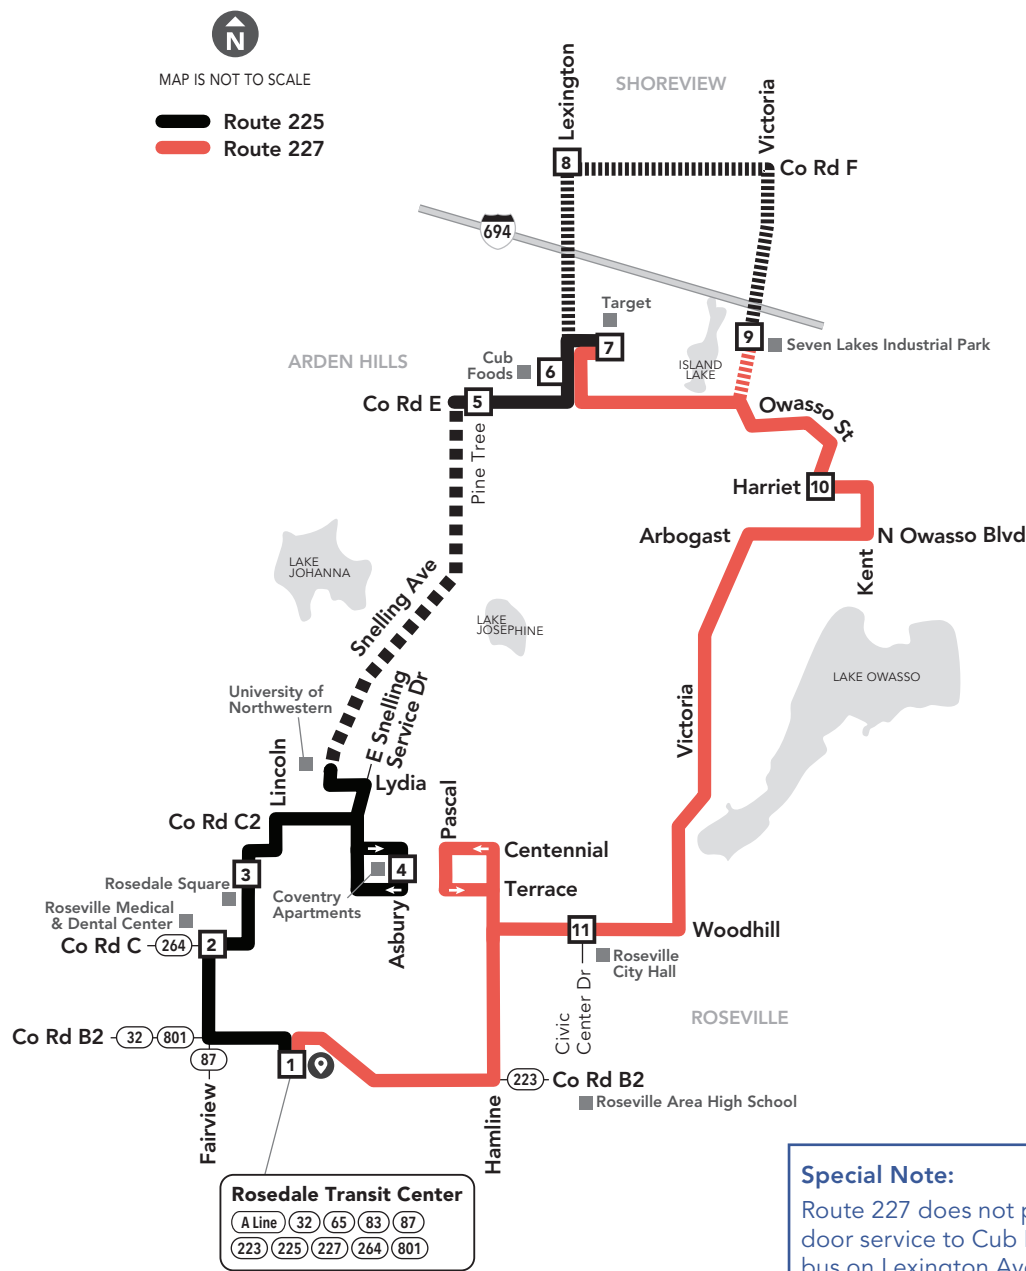 N
MAP IS NOT TO SCALE
Route 225
Route 227
SHOREVIEW
Lexington
Victoria
8
Co Rd F
694
Target
7
9
Seven Lakes Industrial Park
ARDEN HILLS
Cub
Foods
6
ISLAND
LAKE
Co Rd E
5
Owasso St
Pine Tree
Harriet
10
Arbogast
N Owasso Blvd
Kent
LAKE
JOHANNA
Snelling Ave
LAKE
JOSEPHINE
LAKE OWASSO
University of
Northwestern
E Snelling
Service Dr
Victoria
Lincoln
Lydia
Pascal
Co Rd C2
Centennial
3
4
Rosedale Square
Terrace
Coventry
Apartments
Roseville Medical
& Dental Center
Asbury
Co Rd C
264
2
11
Woodhill
Roseville
City Hall
Civic
Center Dr
ROSEVILLE
Co Rd B2
32
801
87
1
223
Co Rd B2
Roseville Area High School
Fairview
Hamline
Rosedale Transit Center
A Line 32 65 83 87
223 225 227 264 801
Special Note:
Route 227 does not p
door service to Cub
bus on Lexington Av